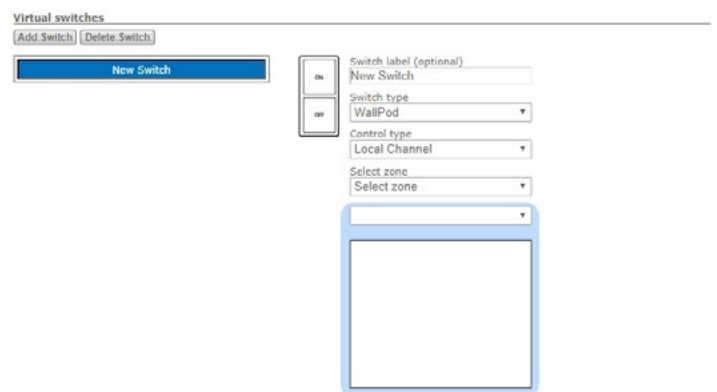 Virtual switches
Add Switch Delete Switch
New Switch
ON
OFF
Switch label (optional)
New Switch
Switch type
WallPod
Control type
Local Channel
Select zone
Select zone